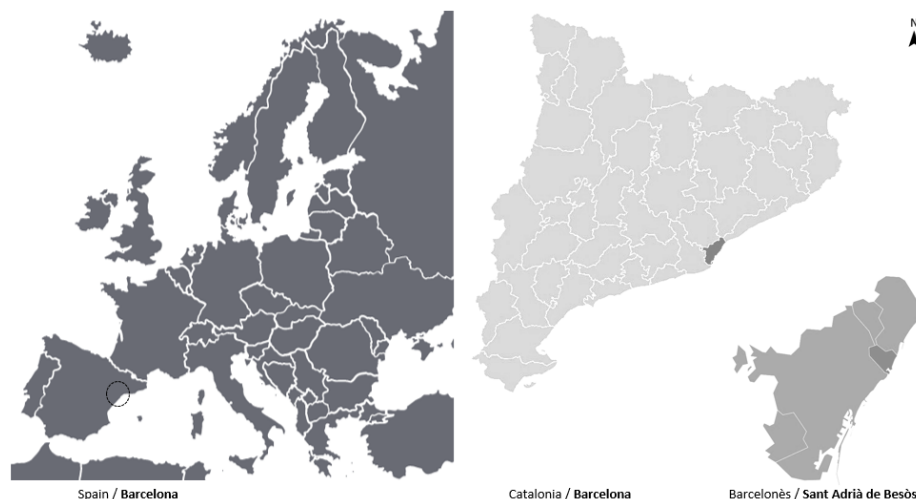 N
Spain / Barcelona
Catalonia / Barcelona
Barcelonès / Sant Adrià de Besòs